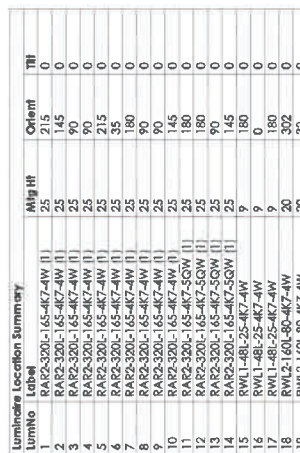 Luminaire Location Summary
LumNo Label Mtg Ht Orient Tilt
1 RAR2-320L-165-4K7-4W (1) 25 215 0
2 RAR2-320L-165-4K7-4W (1) 25 145 0
3 RAR2-320L-165-4K7-4W (1) 25 90 0
4 RAR2-320L-165-4K7-4W (1) 25 90 0
5 RAR2-320L-165-4K7-4W (1) 25 215 0
6 RAR2-320L-165-4K7-4W (1) 25 35 0
7 RAR2-320L-165-4K7-4W (1) 25 180 0
8 RAR2-320L-165-4K7-4W (1) 25 90 0
9 RAR2-320L-165-4K7-4W (1) 25 90 0
10 RAR2-320L-165-4K7-4W (1) 25 145 0
11 RAR2-320L-165-4K7-5QW (1) 25 180 0
12 RAR2-320L-165-4K7-5QW (1) 25 180 0
13 RAR2-320L-165-4K7-5QW (1) 25 90 0
14 RAR2-320L-165-4K7-5QW (1) 25 145 0
15 RWL1-48L-25-4K7-4W 9 180 0
16 RWL1-48L-25-4K7-4W 9 0 0
17 RWL1-48L-25-4K7-4W 9 180 0
18 RWL2-160L-80-4K7-4W 20 302 0